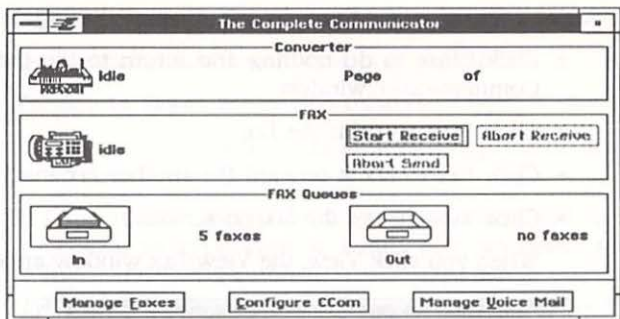 The Complete Communicator
Converter
Idle
Page of
FAX
idle
Start Receive
Abort Receive
Abort Send
FAX Queues
5 faxes
no faxes
In
Out
Manage Faxes
Configure CCom
Manage Voice Mail